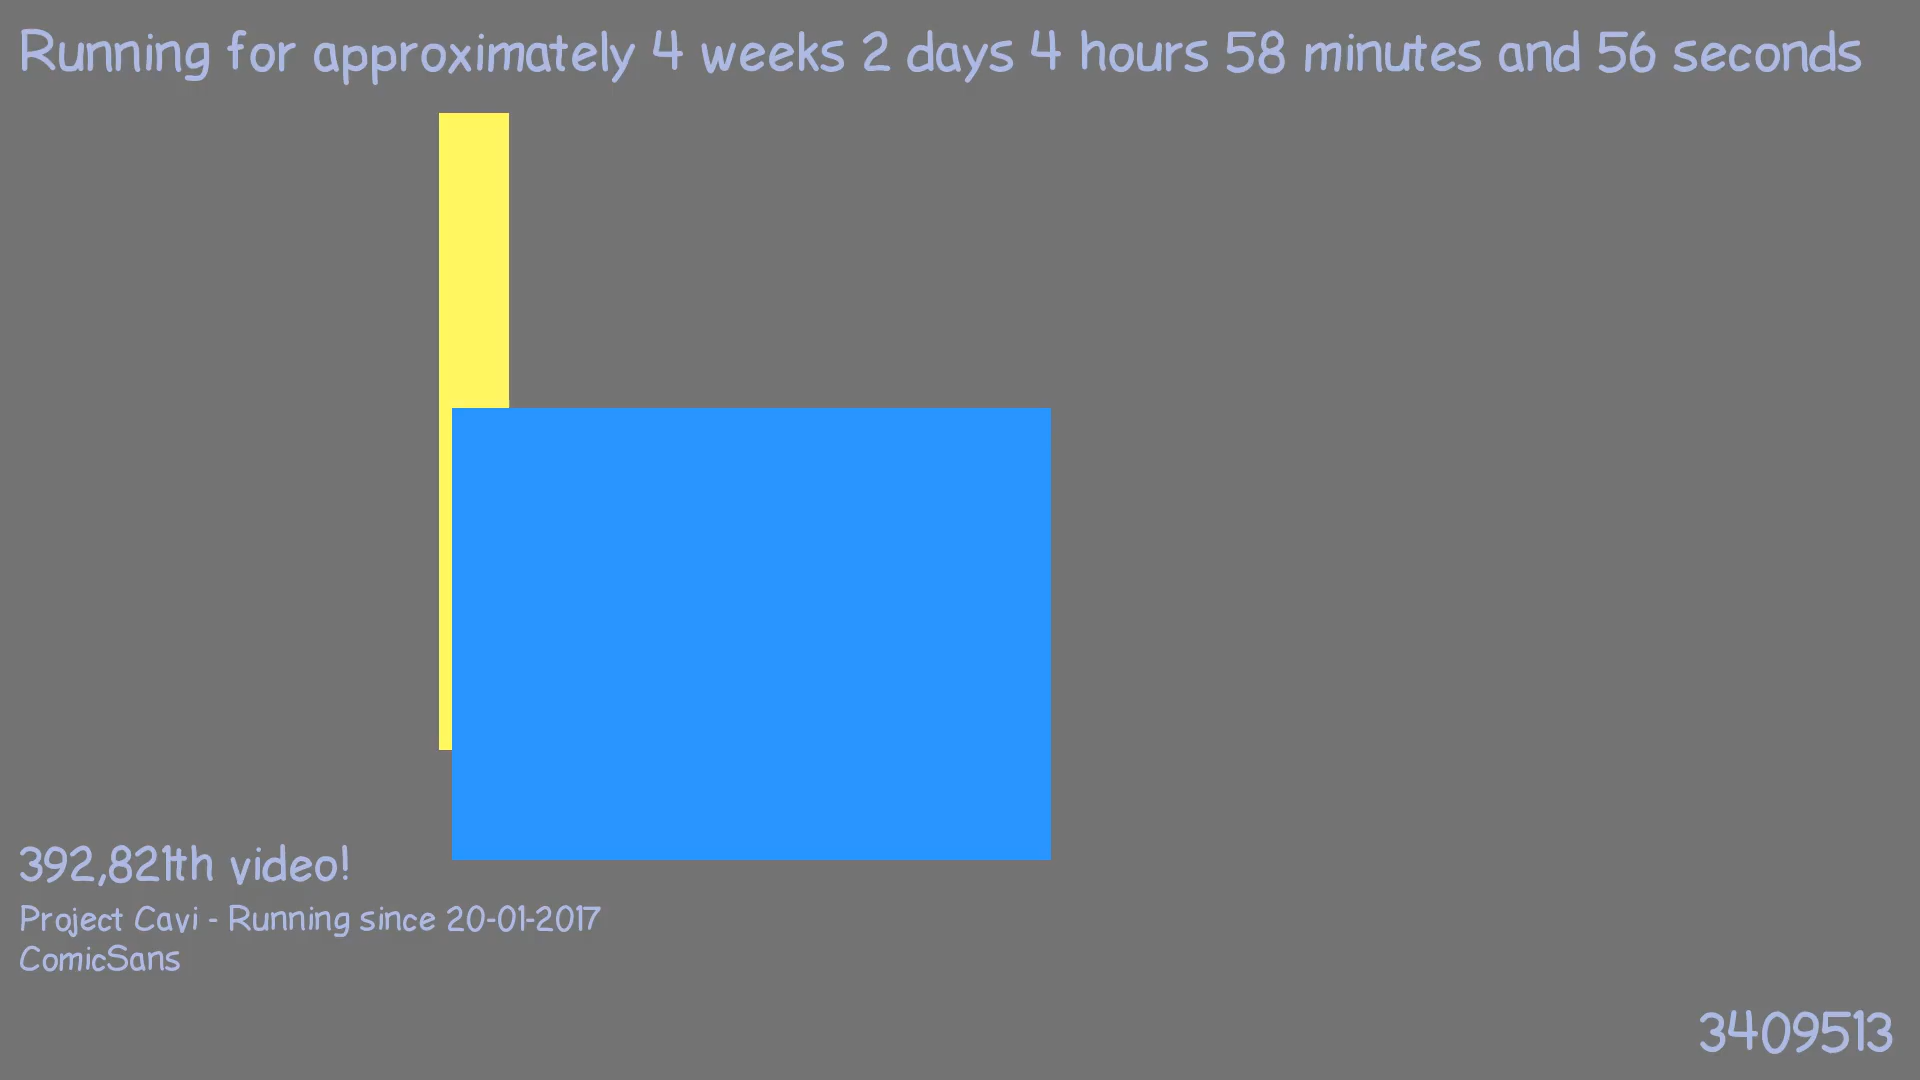 Running for approximately 4 weeks 2 days 4 hours 58 minutes and 56 seconds
392,821th video!
Project Cavi - Running since 20-01-2017
ComicSans
3409513